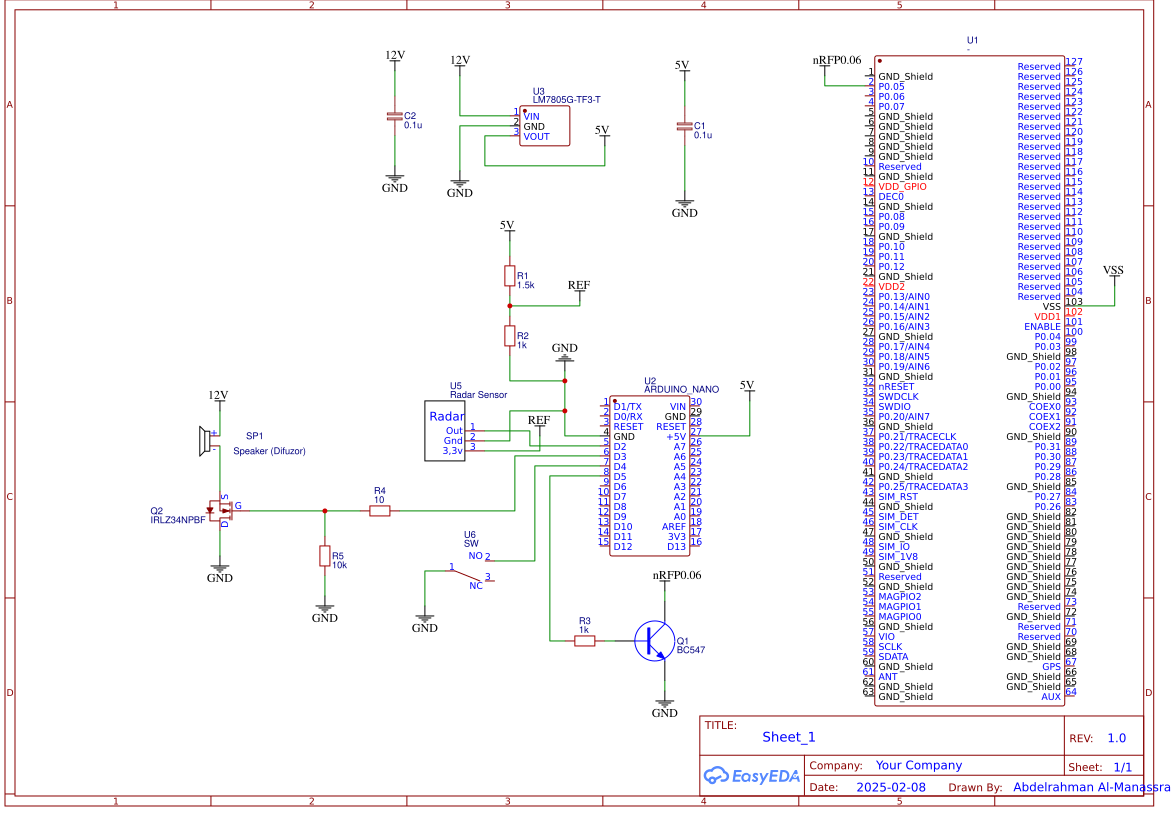 1 2 3 4 5
A
B
C
D
12V
C2
0.1u
GND
12V
U3
LM7805G-TF3-T
1 VIN
2 GND
3 VOUT
5V
GND
5V
C1
0.1u
GND
5V
R1
1.5k
REF
R2
1k
GND
U5
Radar Sensor
Radar
Out 1
Gnd 2
3,3v 3
REF
12V
SP1
Speaker (Difuzor)
+
-
Q2
IRLZ34NPBF
S
G
D
GND
R4
10
R5
10k
GND
U6
SW
NO 2
1
3
NC
GND
U2
ARDUINO_NANO
1 D1/TX VIN 30
2 D0/RX GND 29
3 RESET RESET 28
4 GND +5V 27
5 D2 A7 26
6 D3 A6 25
7 D4 A5 24
8 D5 A4 23
9 D6 A3 22
10 D7 A2 21
11 D8 A1 20
12 D9 A0 19
13 D10 AREF 18
14 D11 3V3 17
15 D12 D13 16
5V
nRFP0.06
R3
1k
Q1
BC547
GND
U1
-
nRFP0.06
1 GND_Shield
2 P0.05
3 P0.06
4 P0.07
5 GND_Shield
6 GND_Shield
7 GND_Shield
8 GND_Shield
9 GND_Shield
10 Reserved
11 GND_Shield
12 VDD_GPIO
13 DEC0
14 GND_Shield
15 P0.08
16 P0.09
17 GND_Shield
18 P0.10
19 P0.11
20 P0.12
21 GND_Shield
22 VDD2
23 P0.13/AIN0
24 P0.14/AIN1
25 P0.15/AIN2
26 P0.16/AIN3
27 GND_Shield
28 P0.17/AIN4
29 P0.18/AIN5
30 P0.19/AIN6
31 GND_Shield
32 nRESET
33 SWDCLK
34 SWDIO
35 P0.20/AIN7
36 GND_Shield
37 P0.21/TRACECLK
38 P0.22/TRACEDATA0
39 P0.23/TRACEDATA1
40 P0.24/TRACEDATA2
41 GND_Shield
42 P0.25/TRACEDATA3
43 SIM_RST
44 GND_Shield
45 SIM_DET
46 SIM_CLK
47 GND_Shield
48 SIM_IO
49 SIM_1V8
50 GND_Shield
51 Reserved
52 GND_Shield
53 MAGPIO2
54 MAGPIO1
55 MAGPIO0
56 GND_Shield
57 VIO
58 SCLK
59 SDATA
60 GND_Shield
61 ANT
62 GND_Shield
63 GND_Shield
Reserved 127
Reserved 126
Reserved 125
Reserved 124
Reserved 123
Reserved 122
Reserved 121
Reserved 120
Reserved 119
Reserved 118
Reserved 117
Reserved 116
Reserved 115
Reserved 114
Reserved 113
Reserved 112
Reserved 111
Reserved 110
Reserved 109
Reserved 108
Reserved 107
Reserved 106
Reserved 105
Reserved 104
VSS 103
VDD1 102
ENABLE 101
P0.04 100
P0.03 99
GND_Shield 98
P0.02 97
P0.01 96
P0.00 95
GND_Shield 94
COEX0 93
COEX1 92
COEX2 91
GND_Shield 90
P0.31 89
P0.30 88
P0.29 87
P0.28 86
GND_Shield 85
P0.27 84
P0.26 83
GND_Shield 82
GND_Shield 81
GND_Shield 80
GND_Shield 79
GND_Shield 78
GND_Shield 77
GND_Shield 76
GND_Shield 75
GND_Shield 74
Reserved 73
GND_Shield 72
Reserved 71
Reserved 70
GND_Shield 69
GND_Shield 68
GPS 67
GND_Shield 66
GND_Shield 65
AUX 64
VSS
A
B
C
D
TITLE:
Sheet_1
REV: 1.0
EasyEDA
Company: Your Company
Sheet: 1/1
Date: 2025-02-08 Drawn By: Abdelrahman Al-Manassra
1 2 3 4 5